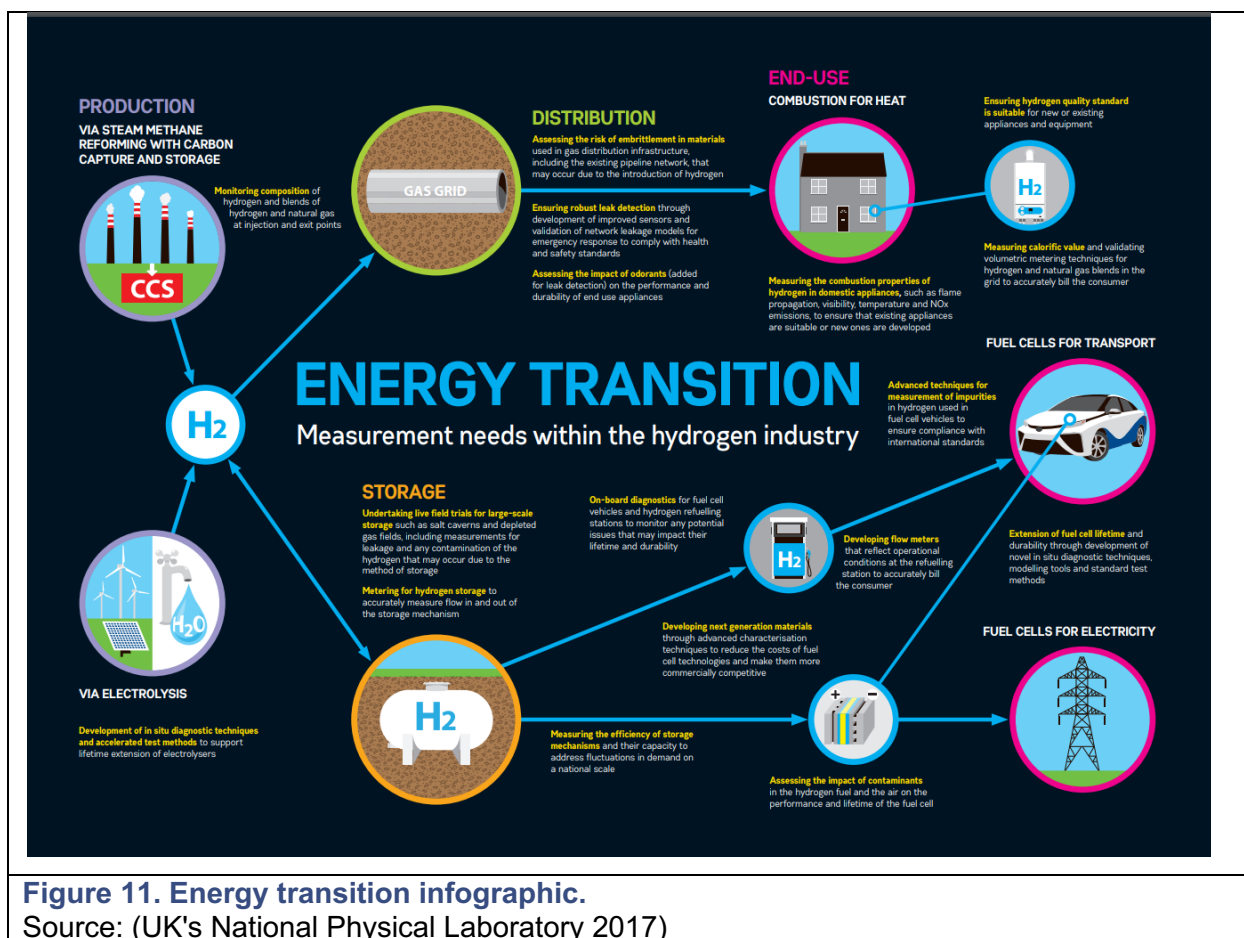 PRODUCTION
VIA STEAM METHANE
REFORMING WITH CARBON
CAPTURE AND STORAGE
Monitoring composition of
hydrogen and blends of
hydrogen and natural gas
at injection and exit points
CCS
H2
H2O
VIA ELECTROLYSIS
Development of in situ diagnostic techniques
and accelerated test methods to support
lifetime extension of electrolysers
GAS GRID
DISTRIBUTION
Assessing the risk of embrittlement in materials
used in gas distribution infrastructure,
including the existing pipeline network, that
may occur due to the introduction of hydrogen
Ensuring robust leak detection through
development of improved sensors and
validation of network leakage models for
emergency response to comply with health
and safety standards
Assessing the impact of odorants (added
for leak detection) on the performance and
durability of end use appliances
END-USE
COMBUSTION FOR HEAT
Ensuring hydrogen quality standard
is suitable for new or existing
appliances and equipment
H2
Measuring calorific value and validating
volumetric metering techniques for
hydrogen and natural gas blends in the
grid to accurately bill the consumer
Measuring the combustion properties of
hydrogen in domestic appliances, such as flame
propagation, visibility, temperature and NOx
emissions, to ensure that existing appliances
are suitable or new ones are developed
ENERGY TRANSITION
Measurement needs within the hydrogen industry
FUEL CELLS FOR TRANSPORT
Advanced techniques for
measurement of impurities
in hydrogen used in
fuel cell vehicles to
ensure compliance with
international standards
STORAGE
Undertaking live field trials for large-scale
storage such as salt caverns and depleted
gas fields, including measurements for
leakage and any contamination of the
hydrogen that may occur due to the
method of storage
Metering for hydrogen storage to
accurately measure flow in and out of
the storage mechanism
H2
On-board diagnostics for fuel cell
vehicles and hydrogen refuelling
stations to monitor any potential
issues that may impact their
lifetime and durability
H2
Developing flow meters
that reflect operational
conditions at the refuelling
station to accurately bill
the consumer
Extension of fuel cell lifetime and
durability through development of
novel in situ diagnostic techniques,
modelling tools and standard test
methods
Developing next generation materials
through advanced characterisation
techniques to reduce the costs of fuel
cell technologies and make them more
commercially competitive
FUEL CELLS FOR ELECTRICITY
+ −
Measuring the efficiency of storage
mechanisms and their capacity to
address fluctuations in demand on
a national scale
Assessing the impact of contaminants
in the hydrogen fuel and the air on the
performance and lifetime of the fuel cell
Figure 11. Energy transition infographic.
Source: (UK's National Physical Laboratory 2017)